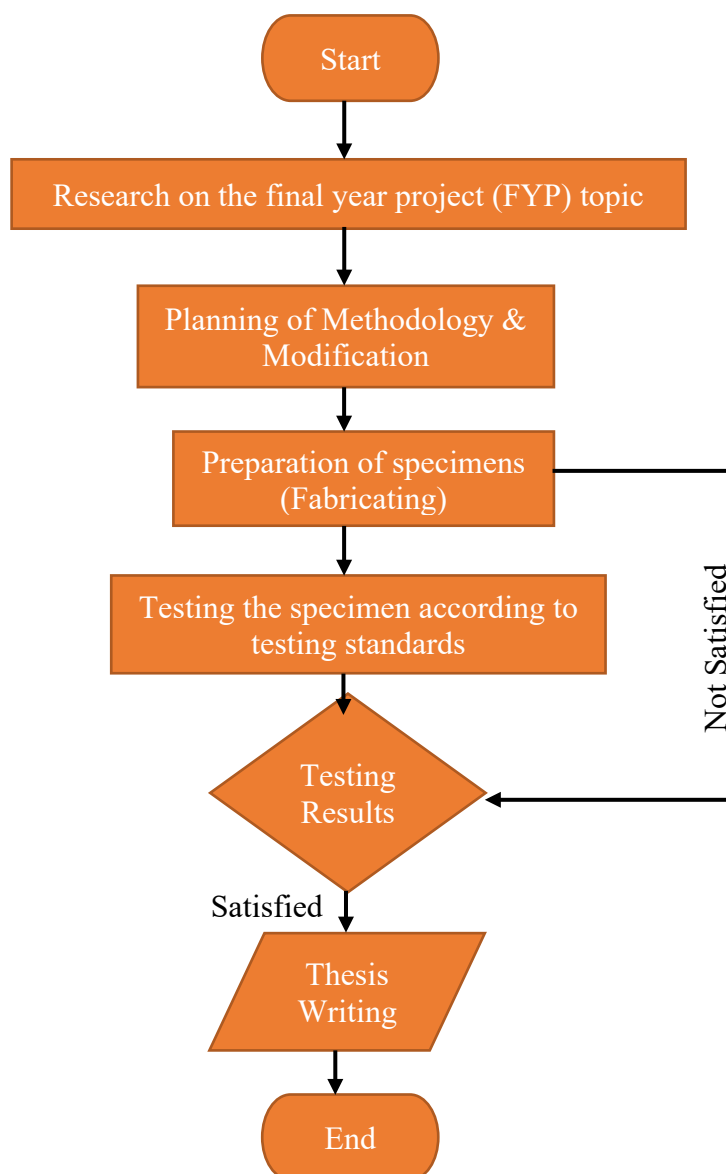 Start
Research on the final year project (FYP) topic
Planning of Methodology &
Modification
Preparation of specimens
(Fabricating)
Testing the specimen according to
testing standards
Not Satisfied
Testing
Results
Satisfied
Thesis
Writing
End